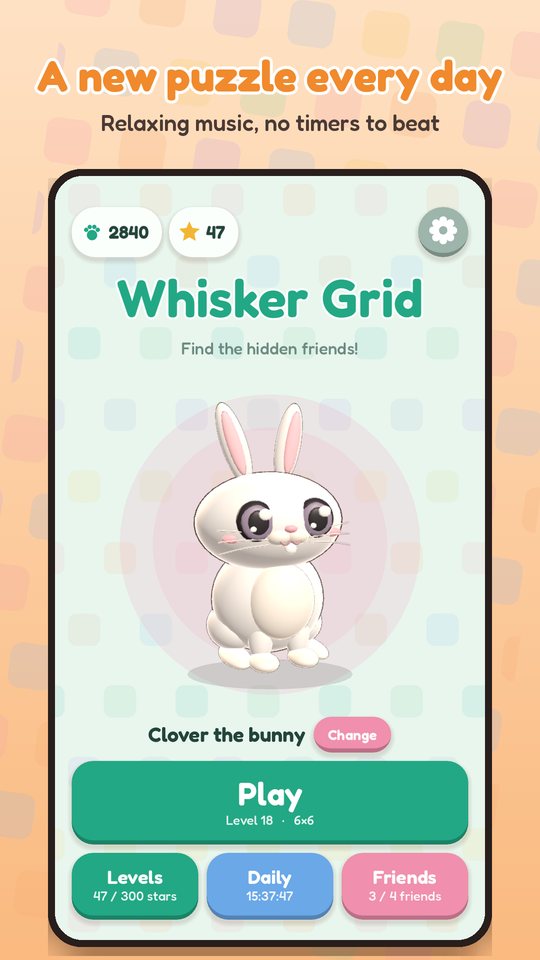 A new puzzle every day
Relaxing music, no timers to beat
2840
47
Whisker Grid
Find the hidden friends!
Clover the bunny
Change
Play
Level 18 · 6×6
Levels
47 / 300 stars
Daily
15:37:47
Friends
3 / 4 friends